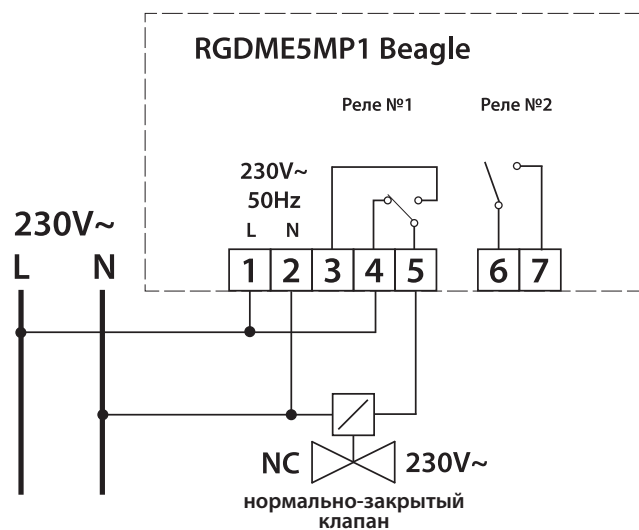 RGDME5MP1 Beagle
Реле №1
Реле №2
230V~
50Hz
L N
230V~
L N
1 2 3 4 5 6 7
NC 230V~
нормально-закрытый
клапан